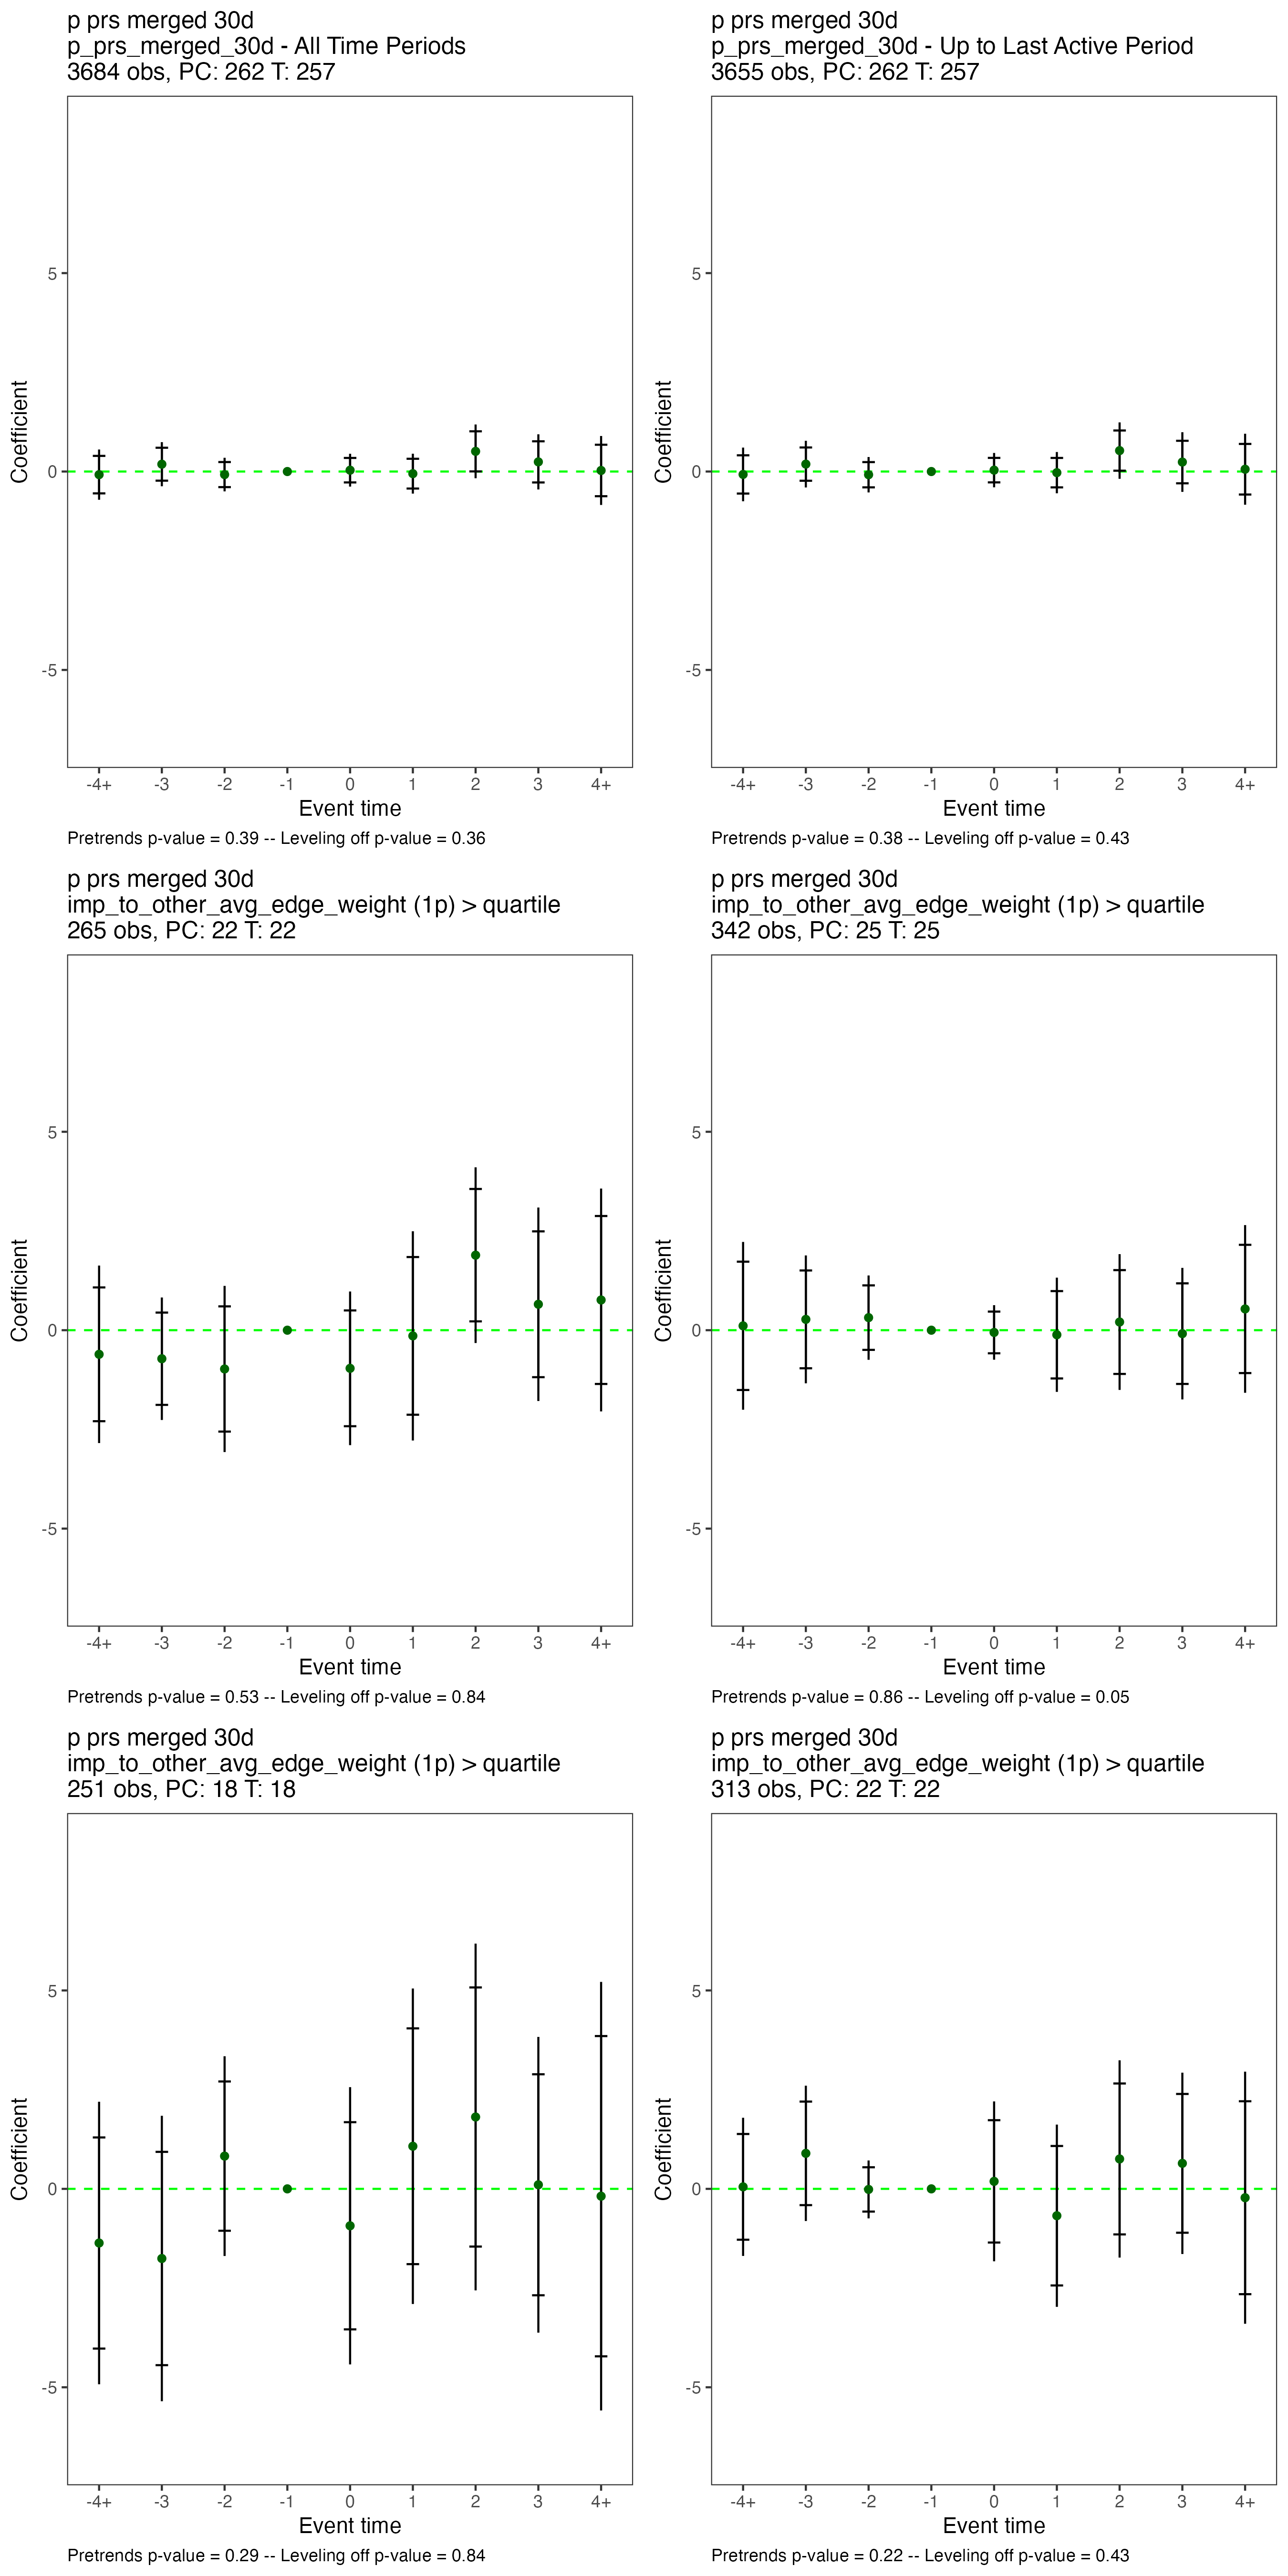 p prs merged 30d
p_prs_merged_30d - All Time Periods
3684 obs, PC: 262 T: 257
Coefficient
5
0
-5
-4+ -3 -2 -1 0 1 2 3 4+
Event time
Pretrends p-value = 0.39 -- Leveling off p-value = 0.36
p prs merged 30d
p_prs_merged_30d - Up to Last Active Period
3655 obs, PC: 262 T: 257
Coefficient
5
0
-5
-4+ -3 -2 -1 0 1 2 3 4+
Event time
Pretrends p-value = 0.38 -- Leveling off p-value = 0.43
p prs merged 30d
imp_to_other_avg_edge_weight (1p) > quartile
265 obs, PC: 22 T: 22
Coefficient
5
0
-5
-4+ -3 -2 -1 0 1 2 3 4+
Event time
Pretrends p-value = 0.53 -- Leveling off p-value = 0.84
p prs merged 30d
imp_to_other_avg_edge_weight (1p) > quartile
342 obs, PC: 25 T: 25
Coefficient
5
0
-5
-4+ -3 -2 -1 0 1 2 3 4+
Event time
Pretrends p-value = 0.86 -- Leveling off p-value = 0.05
p prs merged 30d
imp_to_other_avg_edge_weight (1p) > quartile
251 obs, PC: 18 T: 18
Coefficient
5
0
-5
-4+ -3 -2 -1 0 1 2 3 4+
Event time
Pretrends p-value = 0.29 -- Leveling off p-value = 0.84
p prs merged 30d
imp_to_other_avg_edge_weight (1p) > quartile
313 obs, PC: 22 T: 22
Coefficient
5
0
-5
-4+ -3 -2 -1 0 1 2 3 4+
Event time
Pretrends p-value = 0.22 -- Leveling off p-value = 0.43